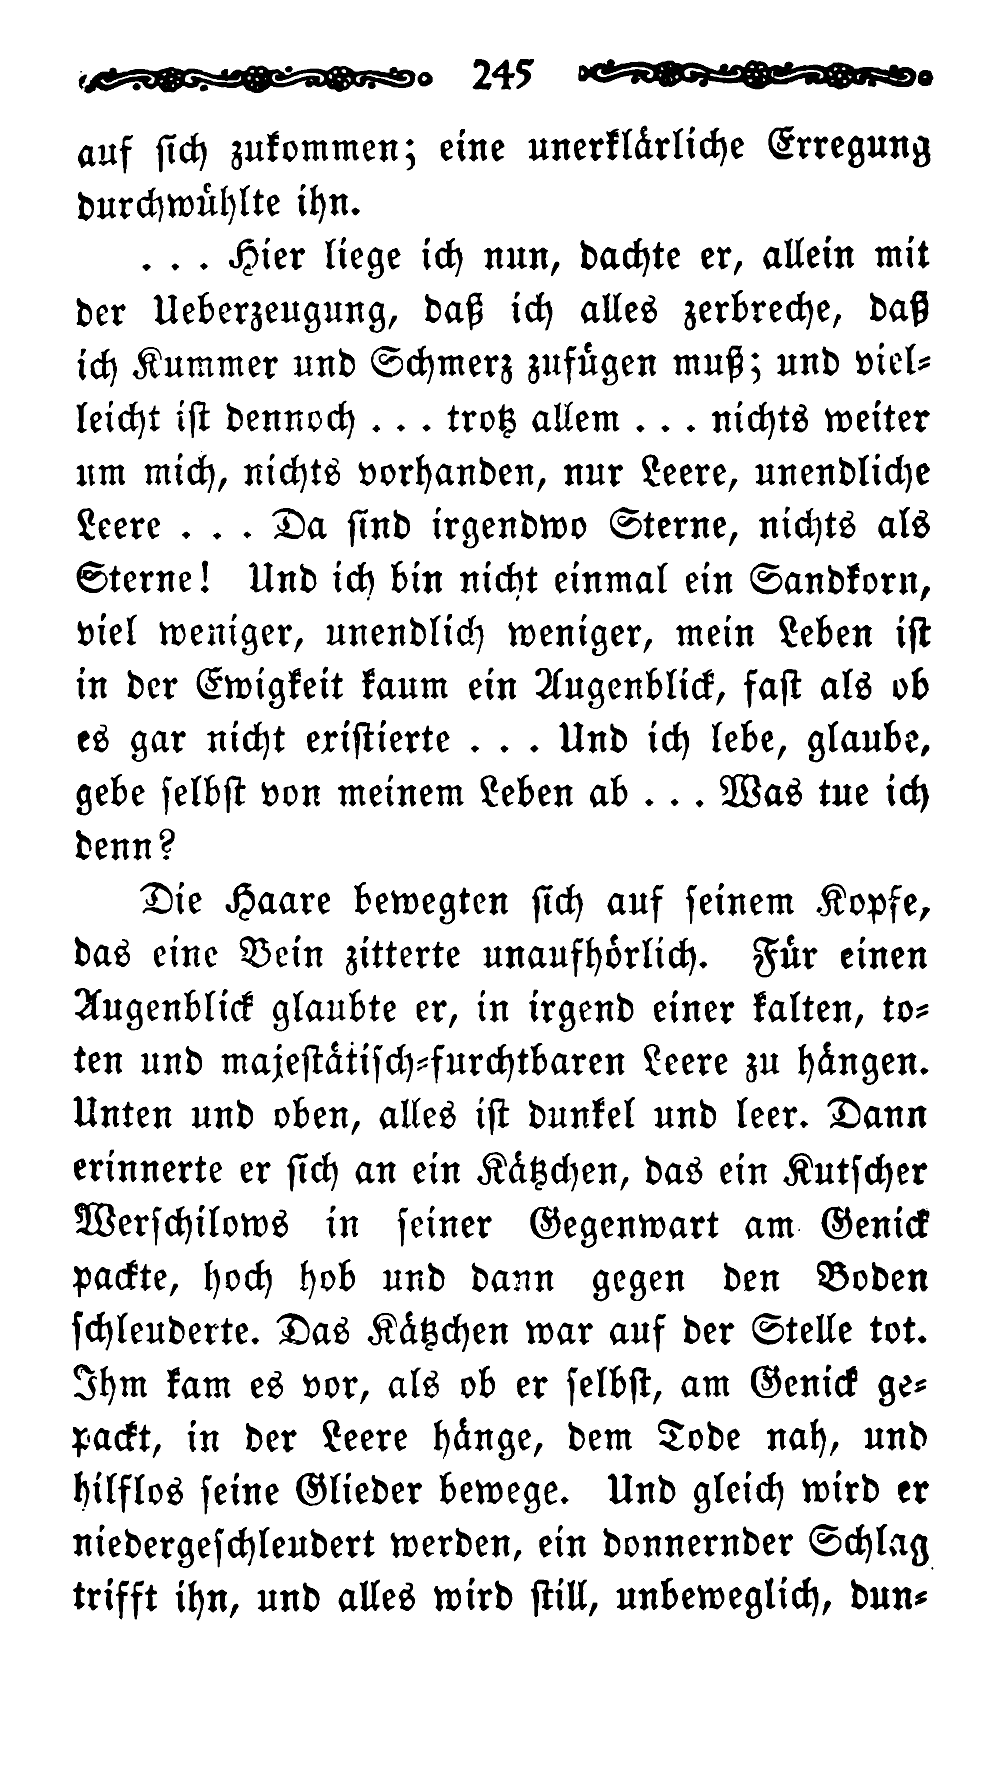 245
auf sich zukommen; eine unerklärliche Erregung
durchwühlte ihn.
. . . Hier liege ich nun, dachte er, allein mit
der Ueberzeugung, daß ich alles zerbreche, daß
ich Kummer und Schmerz zufügen muß; und viel-
leicht ist dennoch . . . trotz allem . . . nichts weiter
um mich, nichts vorhanden, nur Leere, unendliche
Leere . . . Da sind irgendwo Sterne, nichts als
Sterne! Und ich bin nicht einmal ein Sandkorn,
viel weniger, unendlich weniger, mein Leben ist
in der Ewigkeit kaum ein Augenblick, fast als ob
es gar nicht existierte . . . Und ich lebe, glaube,
gebe selbst von meinem Leben ab . . . Was tue ich
denn?
Die Haare bewegten sich auf seinem Kopfe,
das eine Bein zitterte unaufhörlich. Für einen
Augenblick glaubte er, in irgend einer kalten, to-
ten und majestätisch-furchtbaren Leere zu hängen.
Unten und oben, alles ist dunkel und leer. Dann
erinnerte er sich an ein Kätzchen, das ein Kutscher
Werschilows in seiner Gegenwart am Genick
packte, hoch hob und dann gegen den Boden
schleuderte. Das Kätzchen war auf der Stelle tot.
Ihm kam es vor, als ob er selbst, am Genick ge-
packt, in der Leere hänge, dem Tode nah, und
hilflos seine Glieder bewege. Und gleich wird er
niedergeschleudert werden, ein donnernder Schlag
trifft ihn, und alles wird still, unbeweglich, dun-